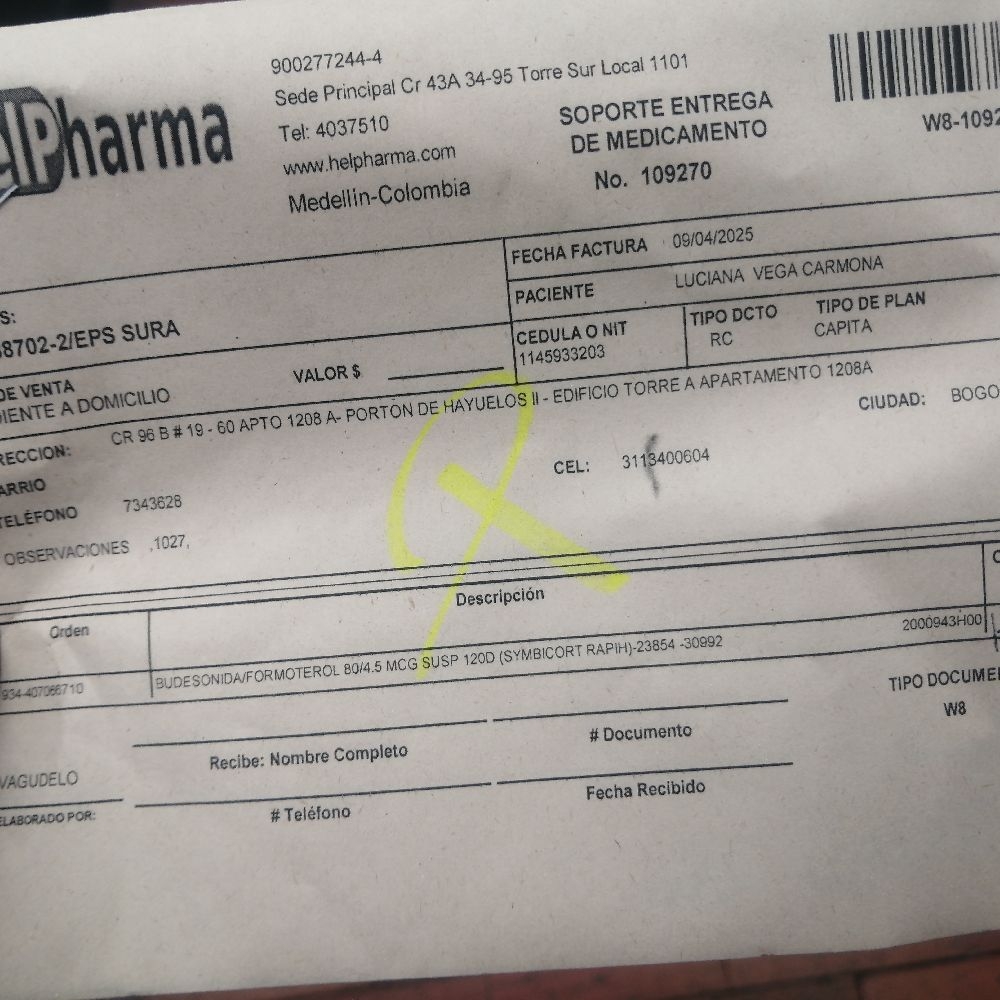 Pharma
900277244-4
Sede Principal Cr 43A 34-95 Torre Sur Local 1101
Tel: 4037510
www.helpharma.com
Medellin-Colombia
SOPORTE ENTREGA
DE MEDICAMENTO
No. 109270
W8-1092
FECHA FACTURA 09/04/2025
PACIENTE LUCIANA VEGA CARMONA
S:
8702-2/EPS SURA
CEDULA O NIT
1145933203
TIPO DCTO
RC
TIPO DE PLAN
CAPITA
DE VENTA
IENTE A DOMICILIO
VALOR $
RECCION: CR 96 B # 19 - 60 APTO 1208 A- PORTON DE HAYUELOS II - EDIFICIO TORRE A APARTAMENTO 1208A
ARRIO
CIUDAD: BOGO
TELÉFONO 7343628
CEL: 3113400604
OBSERVACIONES ,1027,
Orden
Descripción
934-407066710
BUDESONIDA/FORMOTEROL 80/4.5 MCG SUSP 120D (SYMBICORT RAPIH)-23854 -30992
2000943H00
TIPO DOCUME
W8
Recibe: Nombre Completo
# Documento
VAGUDELO
ELABORADO POR:
# Teléfono
Fecha Recibido